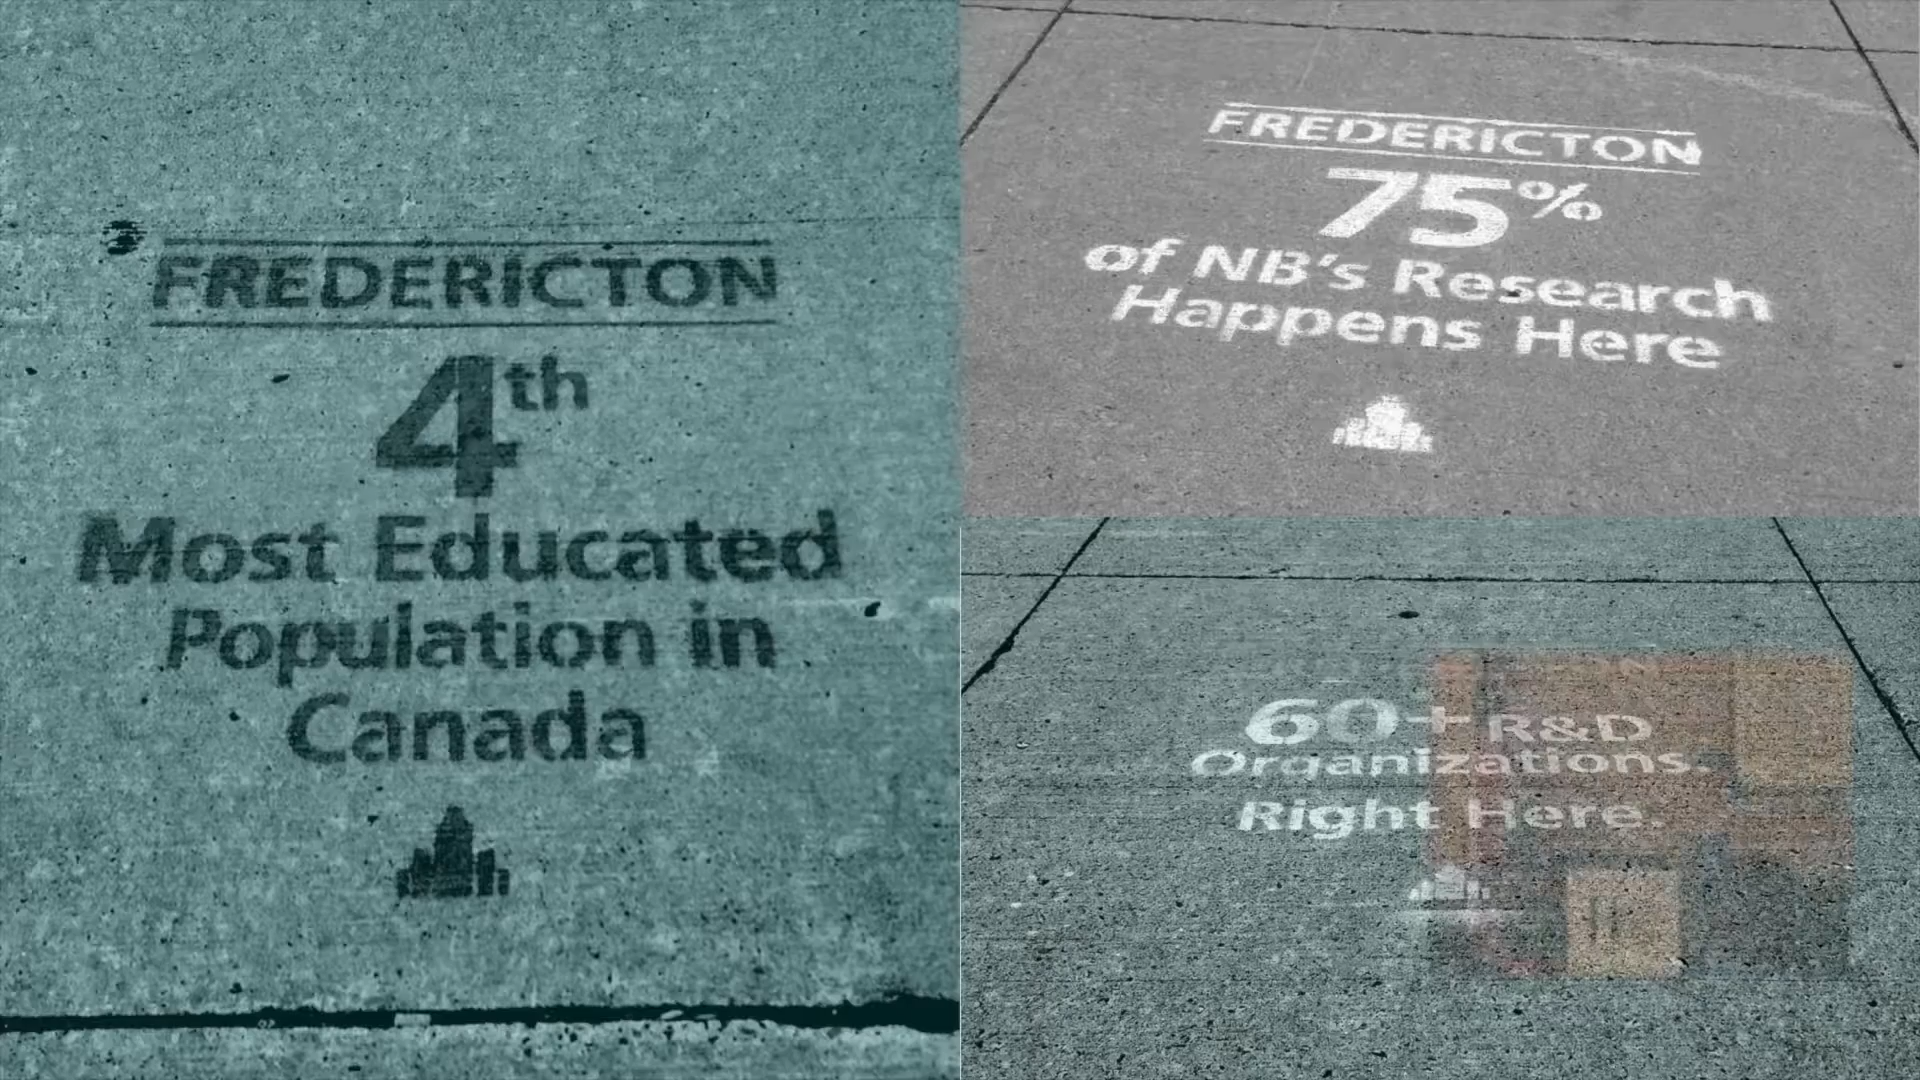 FREDERICTON
4th
Most Educated
Population in
Canada
FREDERICTON
75%
of NB's Research
Happens Here
60+ R&D
Organizations.
Right Here.